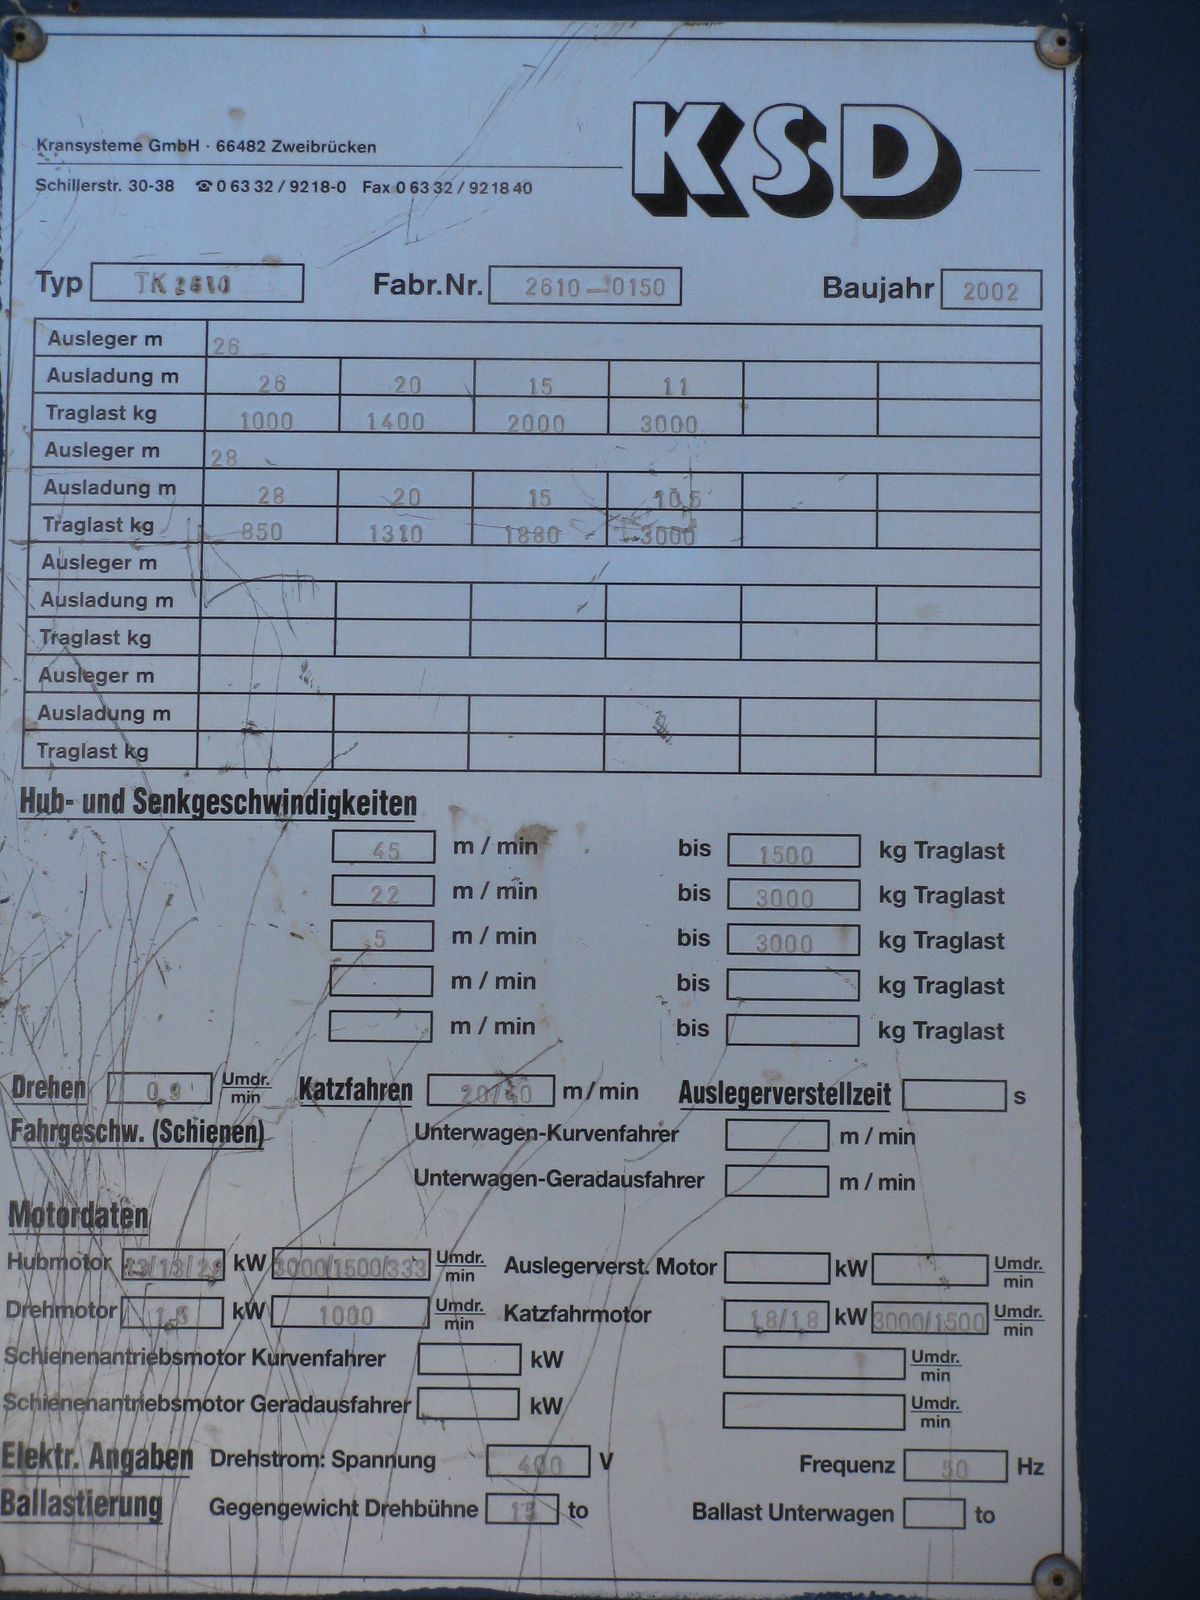 KSD
Kransysteme GmbH · 66482 Zweibrücken
Schillerstr. 30-38 ☎ 0 63 32 / 92 18-0 Fax 0 63 32 / 92 18 40
Typ TK 2610 Fabr.Nr. 2610-0150 Baujahr 2002
Ausleger m 26
Ausladung m 26 20 15 11
Traglast kg 1000 1400 2000 3000
Ausleger m 28
Ausladung m 28 20 15 10,5
Traglast kg 850 1310 1880 3000
Ausleger m
Ausladung m
Traglast kg
Ausleger m
Ausladung m
Traglast kg
Hub- und Senkgeschwindigkeiten
45 m / min bis 1500 kg Traglast
22 m / min bis 3000 kg Traglast
5 m / min bis 3000 kg Traglast
m / min bis kg Traglast
m / min bis kg Traglast
Drehen Umdr./min Katzfahren m / min Auslegerverstellzeit s
Fahrgeschw. (Schienen) Unterwagen-Kurvenfahrer m / min
Unterwagen-Geradausfahrer m / min
Motordaten
Hubmotor kW 3000/1500/333 Umdr./min Auslegerverst. Motor kW Umdr./min
Drehmotor kW 1000 Umdr./min Katzfahrmotor 1,8/1,8 kW 3000/1500 Umdr./min
Schienenantriebsmotor Kurvenfahrer kW Umdr./min
Schienenantriebsmotor Geradausfahrer kW Umdr./min
Elektr. Angaben Drehstrom: Spannung 400 V Frequenz 50 Hz
Ballastierung Gegengewicht Drehbühne to Ballast Unterwagen to